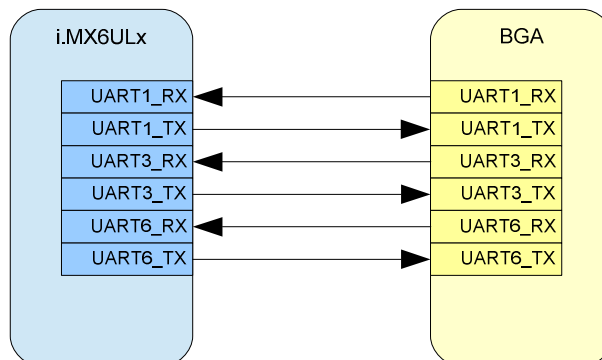 i.MX6ULx
BGA
UART1_RX
UART1_RX
UART1_TX
UART1_TX
UART3_RX
UART3_RX
UART3_TX
UART3_TX
UART6_RX
UART6_RX
UART6_TX
UART6_TX